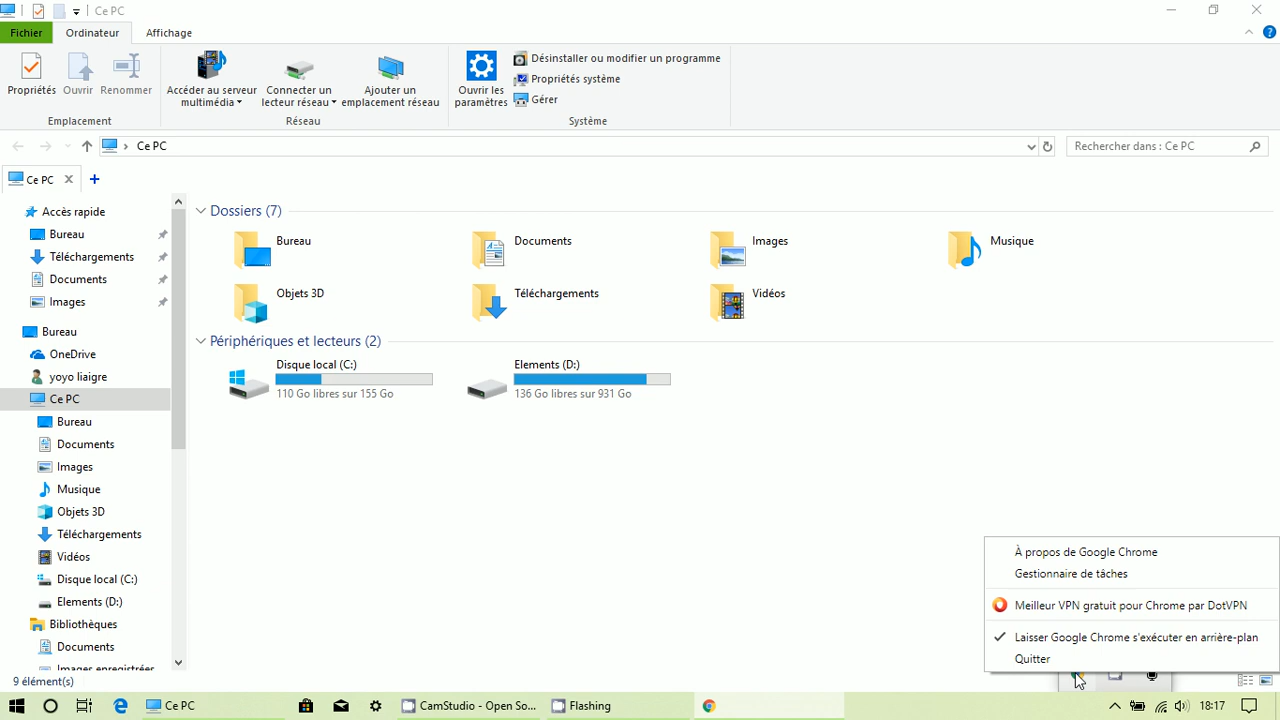 Ce PC
Fichier Ordinateur Affichage
Propriétés Ouvrir Renommer
Emplacement
Accéder au serveur multimédia
Connecter un lecteur réseau
Ajouter un emplacement réseau
Réseau
Ouvrir les paramètres
Désinstaller ou modifier un programme
Propriétés système
Gérer
Système
Ce PC
Rechercher dans : Ce PC
Ce PC
Accès rapide
Bureau
Téléchargements
Documents
Images
Bureau
OneDrive
yoyo liaigre
Ce PC
Bureau
Documents
Images
Musique
Objets 3D
Téléchargements
Vidéos
Disque local (C:)
Elements (D:)
Bibliothèques
Documents
Images enregistrées
Dossiers (7)
Bureau Documents Images Musique
Objets 3D Téléchargements Vidéos
Périphériques et lecteurs (2)
Disque local (C:)
110 Go libres sur 155 Go
Elements (D:)
136 Go libres sur 931 Go
À propos de Google Chrome
Gestionnaire de tâches
Meilleur VPN gratuit pour Chrome par DotVPN
Laisser Google Chrome s'exécuter en arrière-plan
Quitter
9 élément(s)
Ce PC CamStudio - Open So... Flashing 18:17